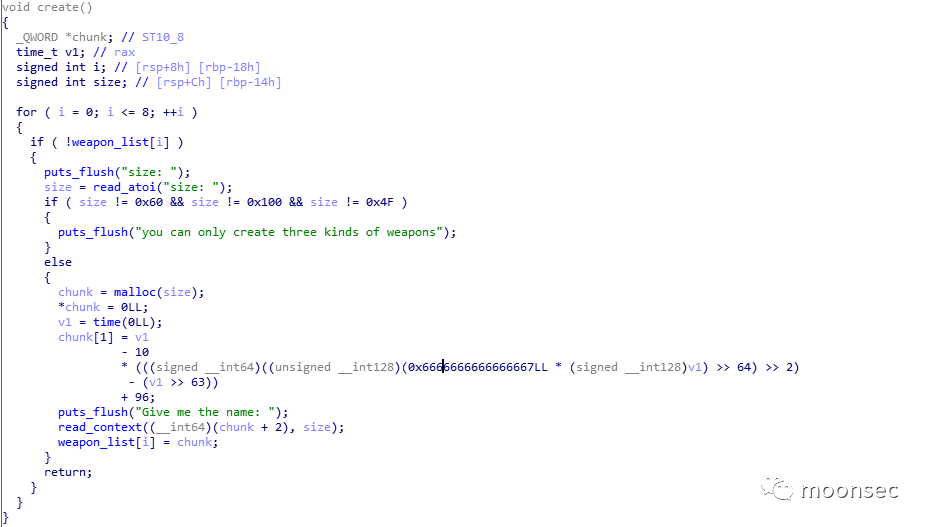 void create()
{
  _QWORD *chunk; // ST10_8
  time_t v1; // rax
  signed int i; // [rsp+8h] [rbp-18h]
  signed int size; // [rsp+Ch] [rbp-14h]

  for ( i = 0; i <= 8; ++i )
  {
    if ( !weapon_list[i] )
    {
      puts_flush("size: ");
      size = read_atoi("size: ");
      if ( size != 0x60 && size != 0x100 && size != 0x4F )
      {
        puts_flush("you can only create three kinds of weapons");
      }
      else
      {
        chunk = malloc(size);
        *chunk = 0LL;
        v1 = time(0LL);
        chunk[1] = v1
                 - 10
                 * (((signed __int64)((unsigned __int128)(0x6666666666666667LL * (signed __int128)v1) >> 64) >> 2)
                  - (v1 >> 63))
                 + 96;
        puts_flush("Give me the name: ");
        read_context((__int64)(chunk + 2), size);
        weapon_list[i] = chunk;
      }
      return;
    }
  }
}
moonsec